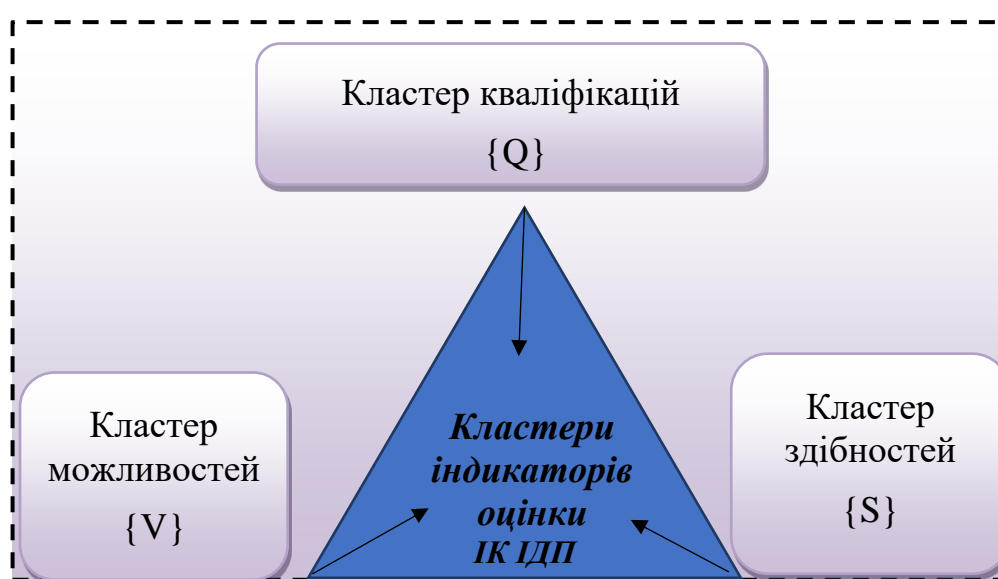 Кластер кваліфікацій
{Q}
Кластер
можливостей
{V}
Кластери
індикаторів
оцінки
ІК ІДП
Кластер
здібностей
{S}